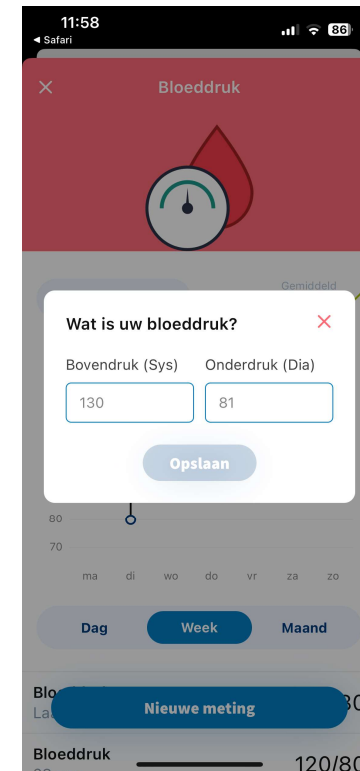 11:58
86
◀ Safari
Bloeddruk
Gemiddeld
Wat is uw bloeddruk?
Bovendruk (Sys) Onderdruk (Dia)
130 81
Opslaan
80
70
ma di wo do vr za zo
Dag Week Maand
Nieuwe meting
Bloeddruk
120/80